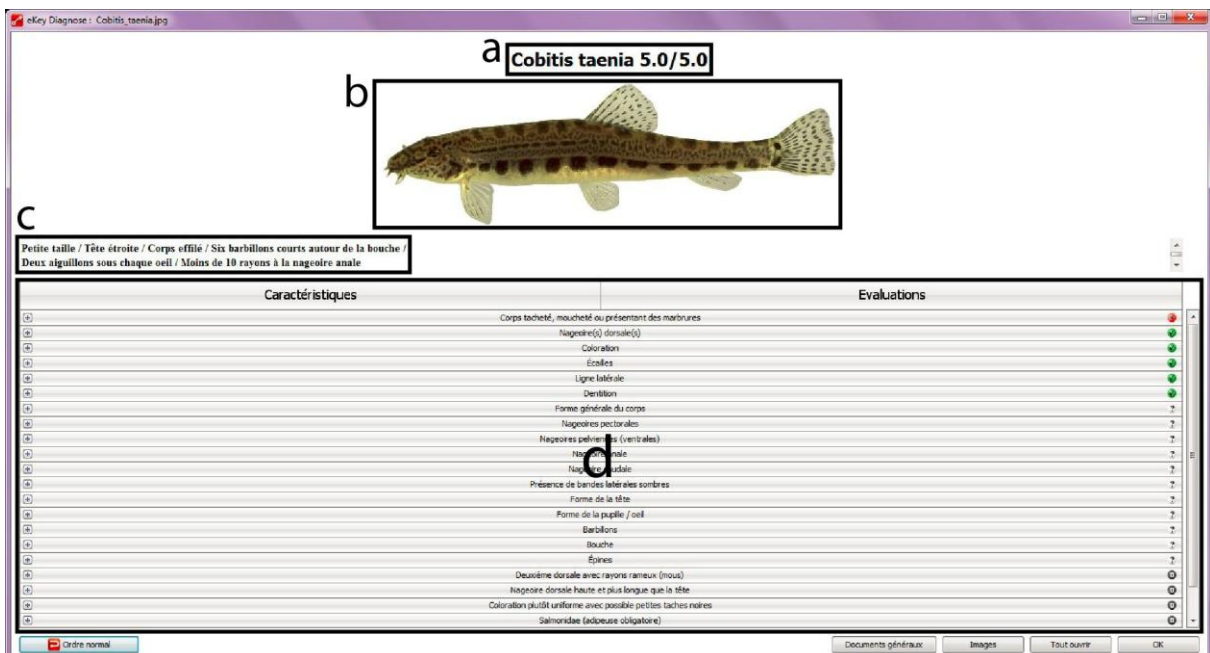 eKey Diagnose : Cobitis_taenia.jpg
a
Cobitis taenia 5.0/5.0
b
c
Petite taille / Tête étroite / Corps effilé / Six barbillons courts autour de la bouche /
Deux aiguillons sous chaque oeil / Moins de 10 rayons à la nageoire anale
Caractéristiques Evaluations
Corps tacheté, moucheté ou présentant des marbrures
Nageoire(s) dorsale(s)
Coloration
Écailles
Ligne latérale
Dentition
Forme générale du corps ?
Nageoires pectorales ?
Nageoires pelviennes (ventrales) ?
Nageoire anale ?
d
Nageoire caudale ?
Présence de bandes latérales sombres ?
Forme de la tête ?
Forme de la pupille / oeil ?
Barbillons ?
Bouche ?
Épines ?
Deuxième dorsale avec rayons rameux (mous)
Nageoire dorsale haute et plus longue que la tête
Coloration plutôt uniforme avec possible petites taches noires
Salmonidae (adipeuse obligatoire)
Ordre normal Documents généraux Images Tout ouvrir OK